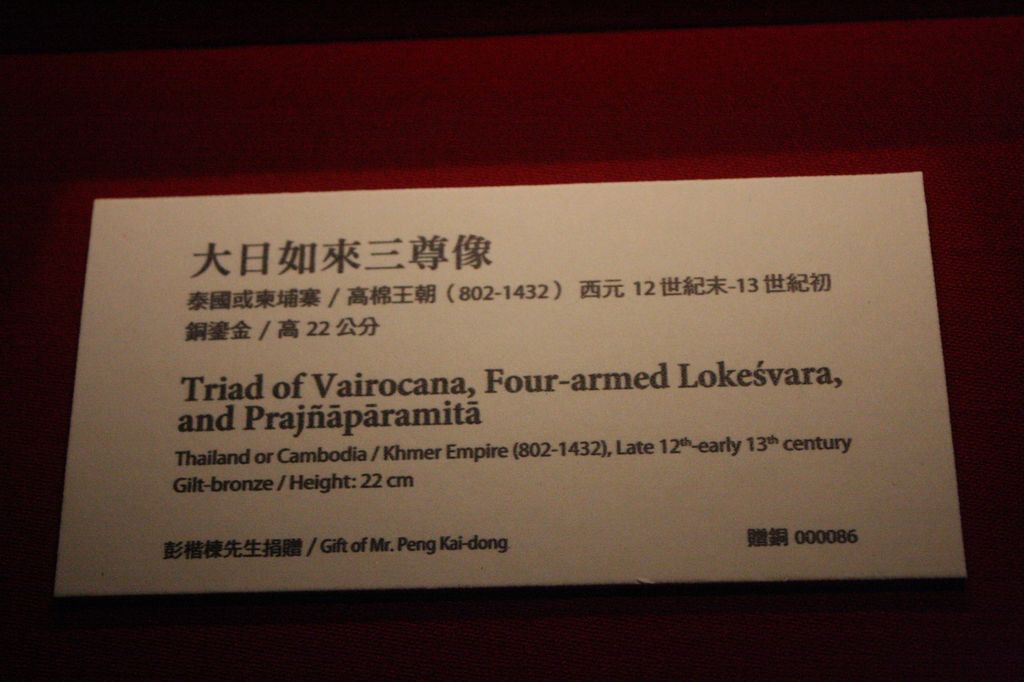 大日如來三尊像
泰國或柬埔寨 / 高棉王朝（802-1432） 西元 12 世紀末-13 世紀初
銅鎏金 / 高 22 公分
Triad of Vairocana, Four-armed Lokeśvara,
and Prajñāpāramitā
Thailand or Cambodia / Khmer Empire (802-1432), Late 12th-early 13th century
Gilt-bronze / Height: 22 cm
彭楷棟先生捐贈 / Gift of Mr. Peng Kai-dong
贈銅 000086